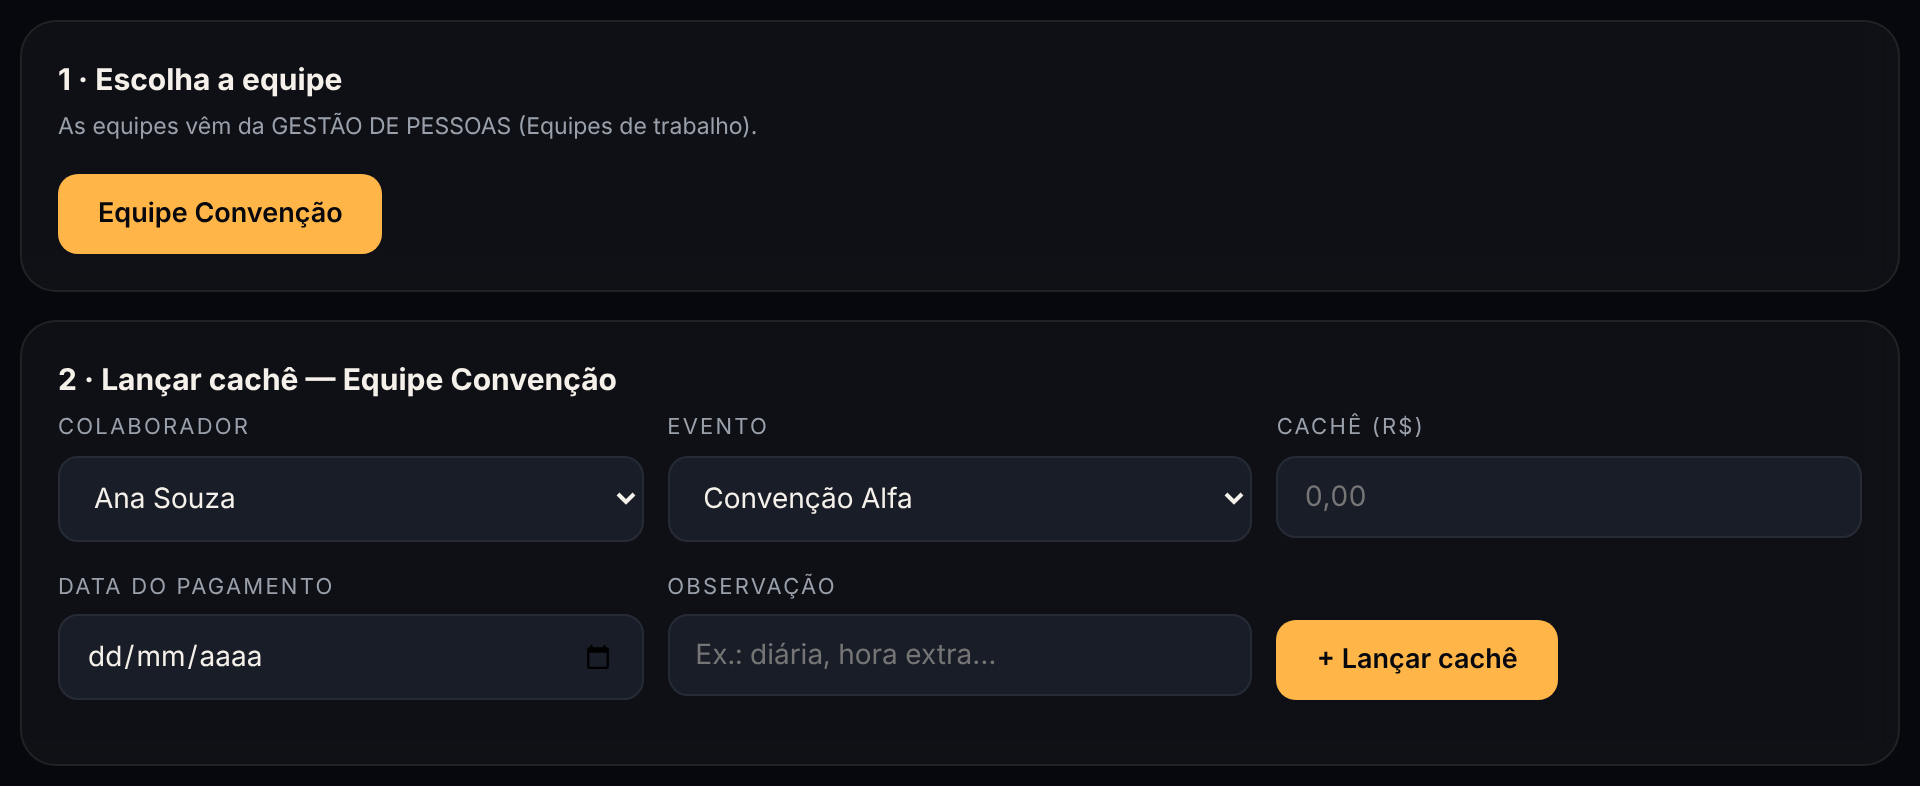 1 · Escolha a equipe
As equipes vêm da GESTÃO DE PESSOAS (Equipes de trabalho).
Equipe Convenção
2 · Lançar cachê — Equipe Convenção
COLABORADOR
EVENTO
CACHÊ (R$)
Ana Souza
Convenção Alfa
0,00
DATA DO PAGAMENTO
OBSERVAÇÃO
dd/mm/aaaa
Ex.: diária, hora extra...
+ Lançar cachê